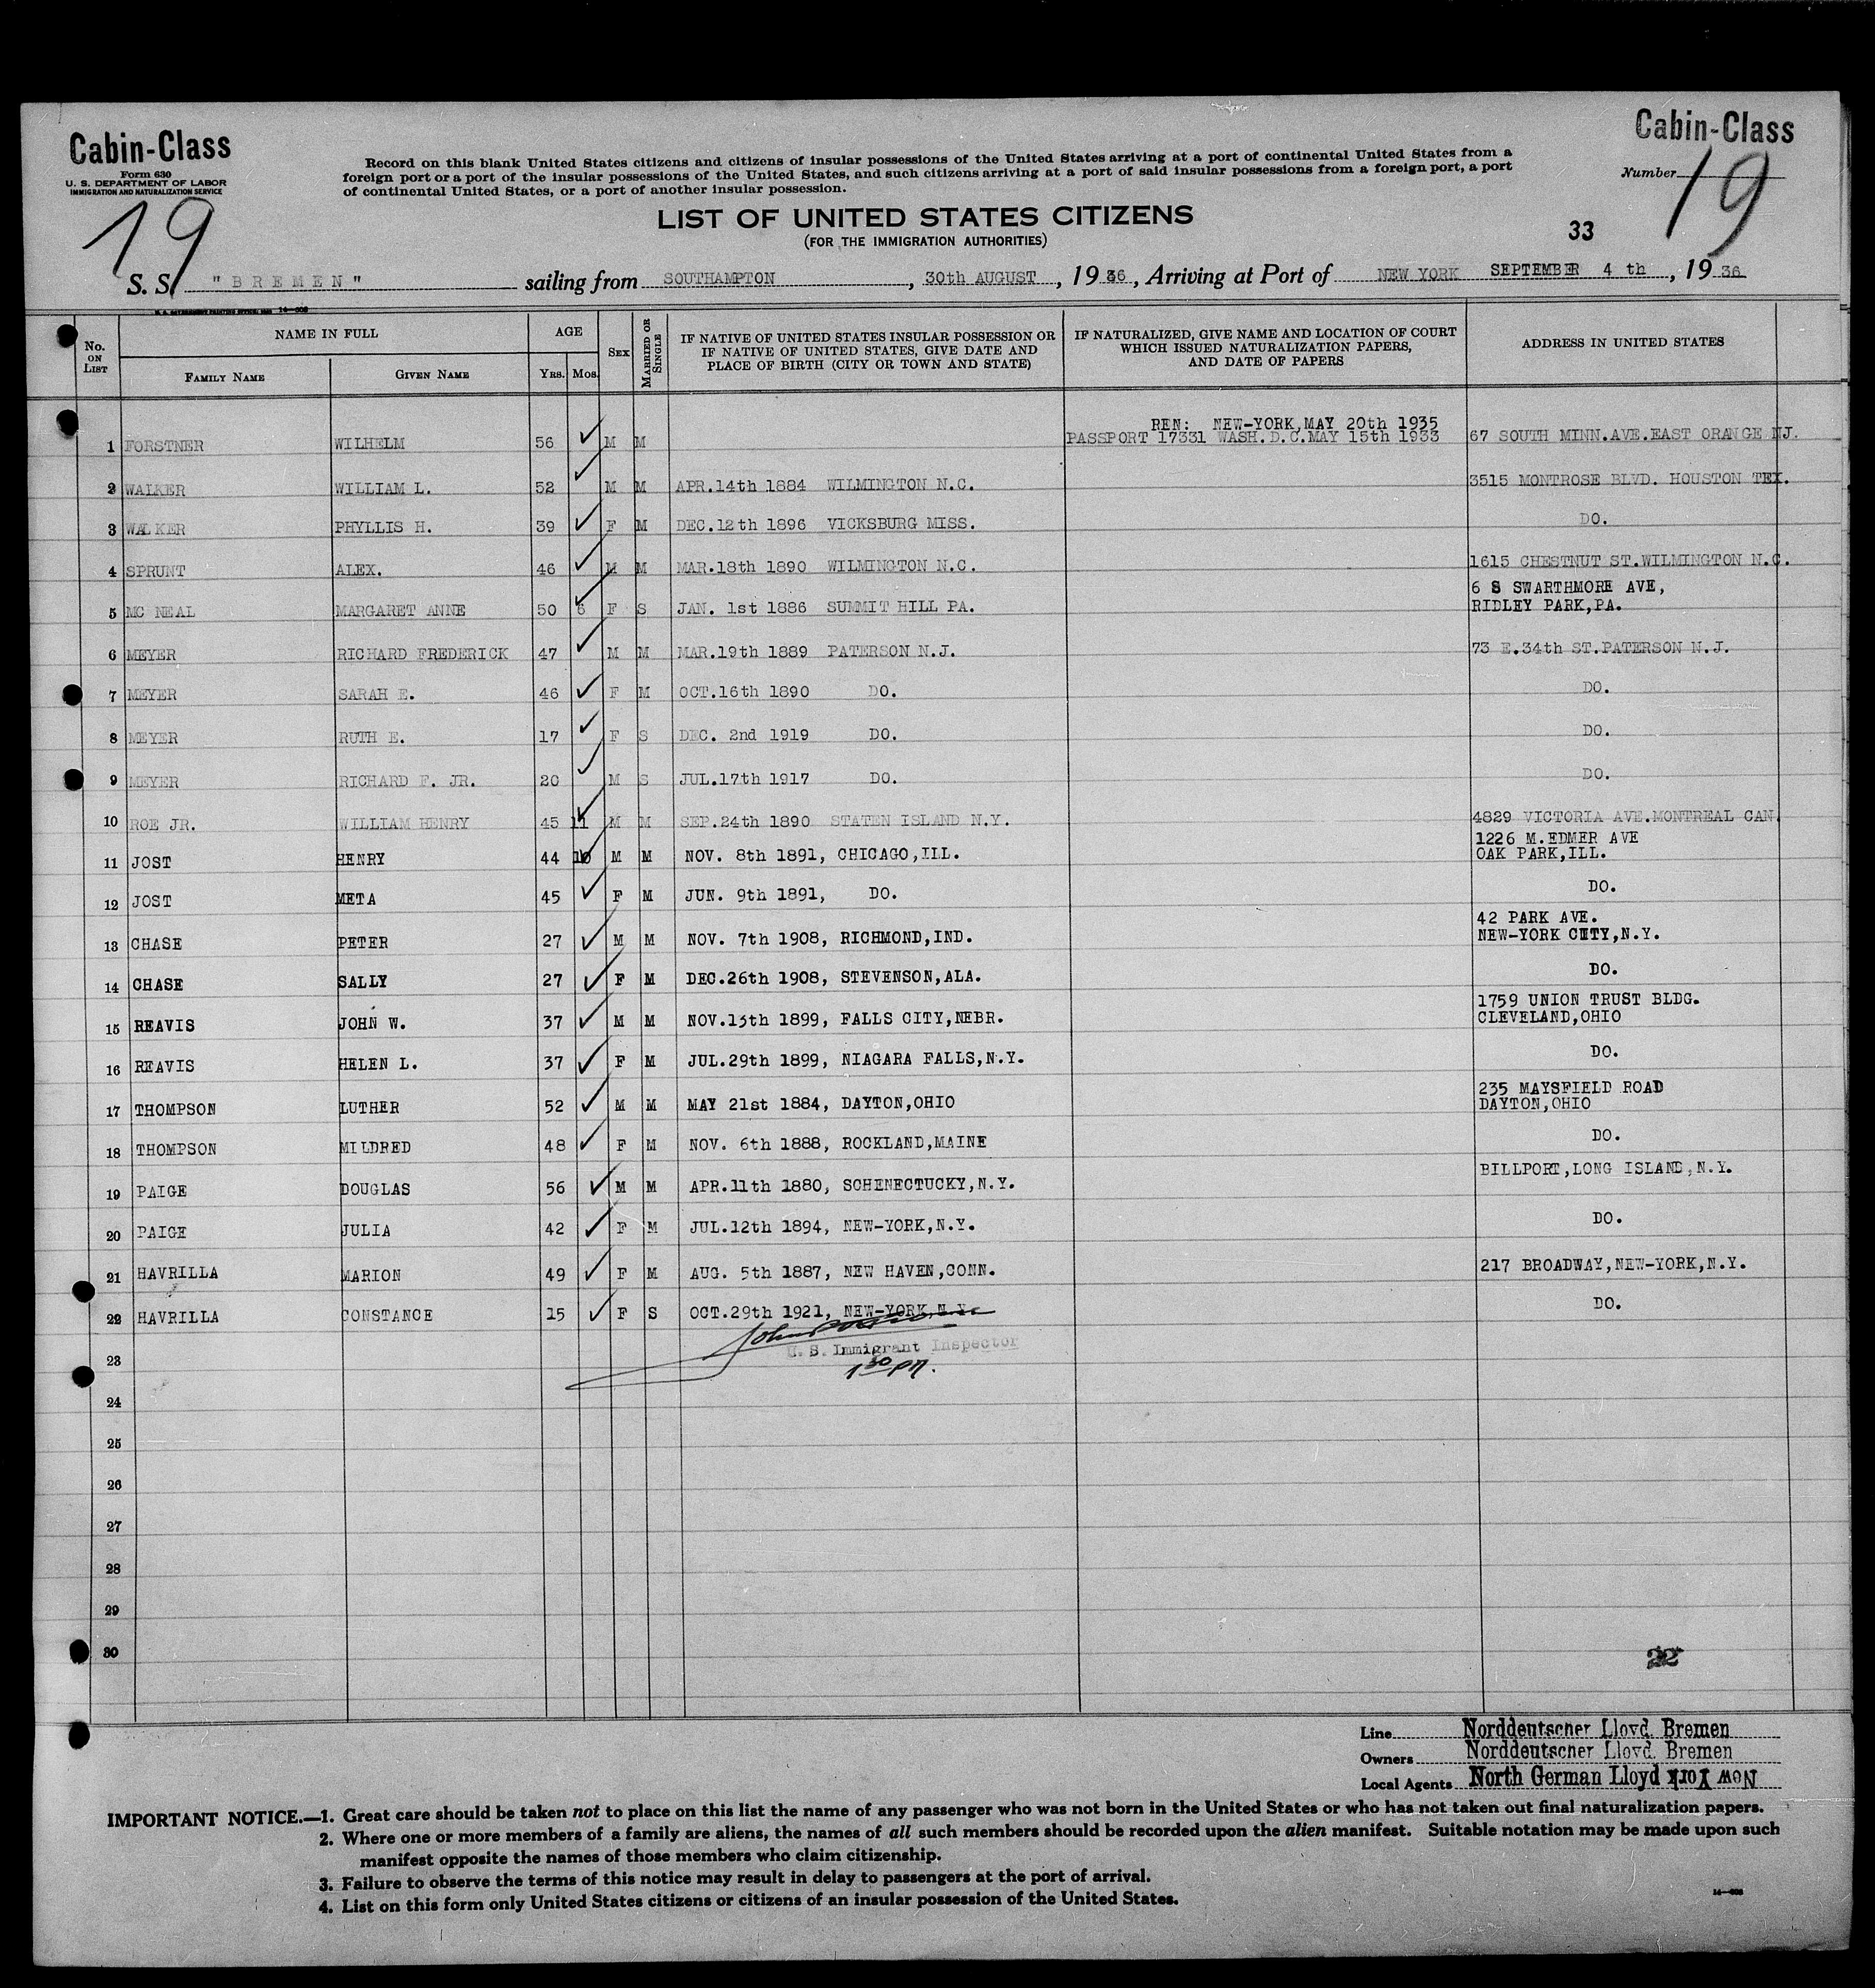 Cabin-Class
Cabin-Class
Form 630
U. S. DEPARTMENT OF LABOR
IMMIGRATION AND NATURALIZATION SERVICE
Record on this blank United States citizens and citizens of insular possessions of the United States arriving at a port of continental United States from a
foreign port or a port of the insular possessions of the United States, and such citizens arriving at a port of said insular possessions from a foreign port, a port
of continental United States, or a port of another insular possession.
Number 19
19
LIST OF UNITED STATES CITIZENS
(FOR THE IMMIGRATION AUTHORITIES)
33
S. S. "BREMEN" sailing from SOUTHAMPTON, 30th AUGUST, 1936, Arriving at Port of NEW YORK SEPTEMBER 4 th, 1936
No. ON LIST
NAME IN FULL
FAMILY NAME
GIVEN NAME
AGE
YRS. MOS.
SEX
MARRIED OR SINGLE
IF NATIVE OF UNITED STATES INSULAR POSSESSION OR
IF NATIVE OF UNITED STATES, GIVE DATE AND
PLACE OF BIRTH (CITY OR TOWN AND STATE)
IF NATURALIZED, GIVE NAME AND LOCATION OF COURT
WHICH ISSUED NATURALIZATION PAPERS,
AND DATE OF PAPERS
ADDRESS IN UNITED STATES
REN: NEW-YORK,MAY 20th 1935
1 FORSTNER WILHELM 56 M M PASSPORT 17331 WASH.D.C.MAY 15th 1933 67 SOUTH MINN.AVE.EAST ORANGE NJ.
2 WALKER WILLIAM L. 52 M M APR.14th 1884 WILMINGTON N.C. 3515 MONTROSE BLVD. HOUSTON TEX.
3 WALKER PHYLLIS H. 39 F M DEC.12th 1896 VICKSBURG MISS. DO.
4 SPRUNT ALEX. 46 M M MAR.18th 1890 WILMINGTON N.C. 1615 CHESTNUT ST.WILMINGTON N.C.
6 S SWARTHMORE AVE,
5 MC NEAL MARGARET ANNE 50 6 F S JAN. 1st 1886 SUMMIT HILL PA. RIDLEY PARK,PA.
6 MEYER RICHARD FREDERICK 47 M M MAR.19th 1889 PATERSON N.J. 73 E.34th ST.PATERSON N.J.
7 MEYER SARAH E. 46 F M OCT.16th 1890 DO. DO.
8 MEYER RUTH E. 17 F S DEC. 2nd 1919 DO. DO.
9 MEYER RICHARD F. JR. 20 M S JUL.17th 1917 DO. DO.
10 ROE JR. WILLIAM HENRY 45 11 M M SEP.24th 1890 STATEN ISLAND N.Y. 4829 VICTORIA AVE.MONTREAL CAN.
1226 M.EDMER AVE
11 JOST HENRY 44 10 M M NOV. 8th 1891, CHICAGO,ILL. OAK PARK,ILL.
12 JOST META 45 F M JUN. 9th 1891, DO. DO.
42 PARK AVE.
13 CHASE PETER 27 M M NOV. 7th 1908, RICHMOND,IND. NEW-YORK CITY,N.Y.
14 CHASE SALLY 27 F M DEC.26th 1908, STEVENSON,ALA. DO.
1759 UNION TRUST BLDG.
15 REAVIS JOHN W. 37 M M NOV.13th 1899, FALLS CITY,NEBR. CLEVELAND,OHIO
16 REAVIS HELEN L. 37 F M JUL.29th 1899, NIAGARA FALLS,N.Y. DO.
235 MAYSFIELD ROAD
17 THOMPSON LUTHER 52 M M MAY 21st 1884, DAYTON,OHIO DAYTON,OHIO
18 THOMPSON MILDRED 48 F M NOV. 6th 1888, ROCKLAND,MAINE DO.
19 PAIGE DOUGLAS 56 M M APR.11th 1880, SCHENECTUCKY,N.Y. BILLPORT,LONG ISLAND,N.Y.
20 PAIGE JULIA 42 F M JUL.12th 1894, NEW-YORK,N.Y. DO.
21 HAVRILLA MARION 49 F M AUG. 5th 1887, NEW HAVEN,CONN. 217 BROADWAY,NEW-YORK,N.Y.
22 HAVRILLA CONSTANCE 15 F S OCT.29th 1921, NEW-YORK,N.Y. DO.
U. S. Immigrant Inspector
23
1 30 PM.
24
25
26
27
28
29
30
22
Line Norddeutscher Lloyd, Bremen
Owners Norddeutscher Lloyd, Bremen
Local Agents North German Lloyd New York
IMPORTANT NOTICE.—1. Great care should be taken not to place on this list the name of any passenger who was not born in the United States or who has not taken out final naturalization papers.
2. Where one or more members of a family are aliens, the names of all such members should be recorded upon the alien manifest. Suitable notation may be made upon such
manifest opposite the names of those members who claim citizenship.
3. Failure to observe the terms of this notice may result in delay to passengers at the port of arrival.
4. List on this form only United States citizens or citizens of an insular possession of the United States.